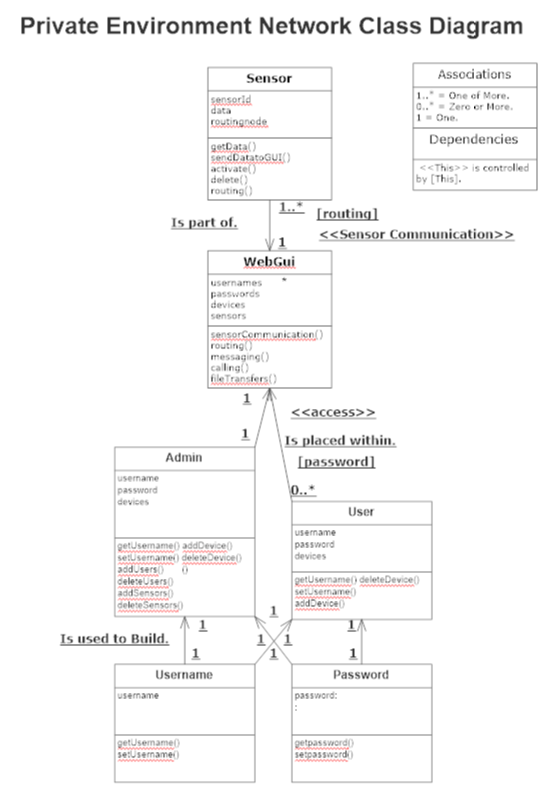 Private Environment Network Class Diagram
Sensor
sensorId
data
routingnode
getData()
sendDatatoGUI()
activate()
delete()
routing()
Associations
1..* = One of More.
0..* = Zero or More.
1 = One.
Dependencies
<<This>> is controlled
by [This].
1..* [routing]
Is part of.
<<Sensor Communication>>
1
WebGui
usernames *
passwords
devices
sensors
sensorCommunication()
routing()
messaging()
calling()
fileTransfers()
1
<<access>>
1
Is placed within.
[password]
0..*
Admin
username
password
devices
getUsername() addDevice()
setUsername() deleteDevice()
addUsers() ()
deleteUsers()
addSensors()
deleteSensors()
User
username
password
devices
getUsername() deleteDevice()
setUsername()
addDevice()
1
1 1
Is used to Build. 1 1
1 1 1
Username
username
getUsername()
setUsername()
Password
password:
:
getpassword()
setpassword()